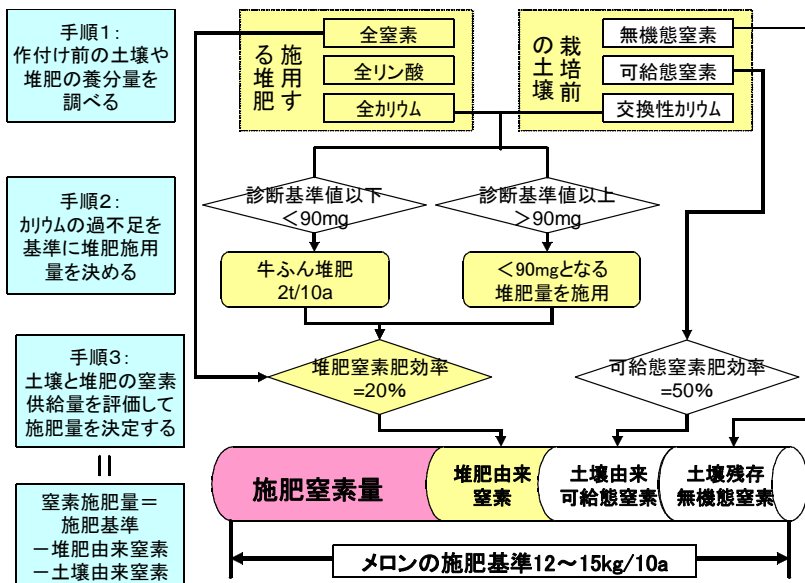 手順1:
作付け前の土壌や
堆肥の養分量を
調べる
施用す
る堆肥
全窒素
全リン酸
全カリウム
栽培前
の土壌
無機態窒素
可給態窒素
交換性カリウム
手順2:
カリウムの過不足を
基準に堆肥施用
量を決める
診断基準値以下
<90mg
診断基準値以上
>90mg
牛ふん堆肥
2t/10a
<90mgとなる
堆肥量を施用
手順3:
土壌と堆肥の窒素
供給量を評価して
施肥量を決定する
堆肥窒素肥効率
=20%
可給態窒素肥効率
=50%
=
窒素施肥量=
施肥基準
-堆肥由来窒素
-土壌由来窒素
施肥窒素量
堆肥由来
窒素
土壌由来
可給態窒素
土壌残存
無機態窒素
メロンの施肥基準12~15kg/10a